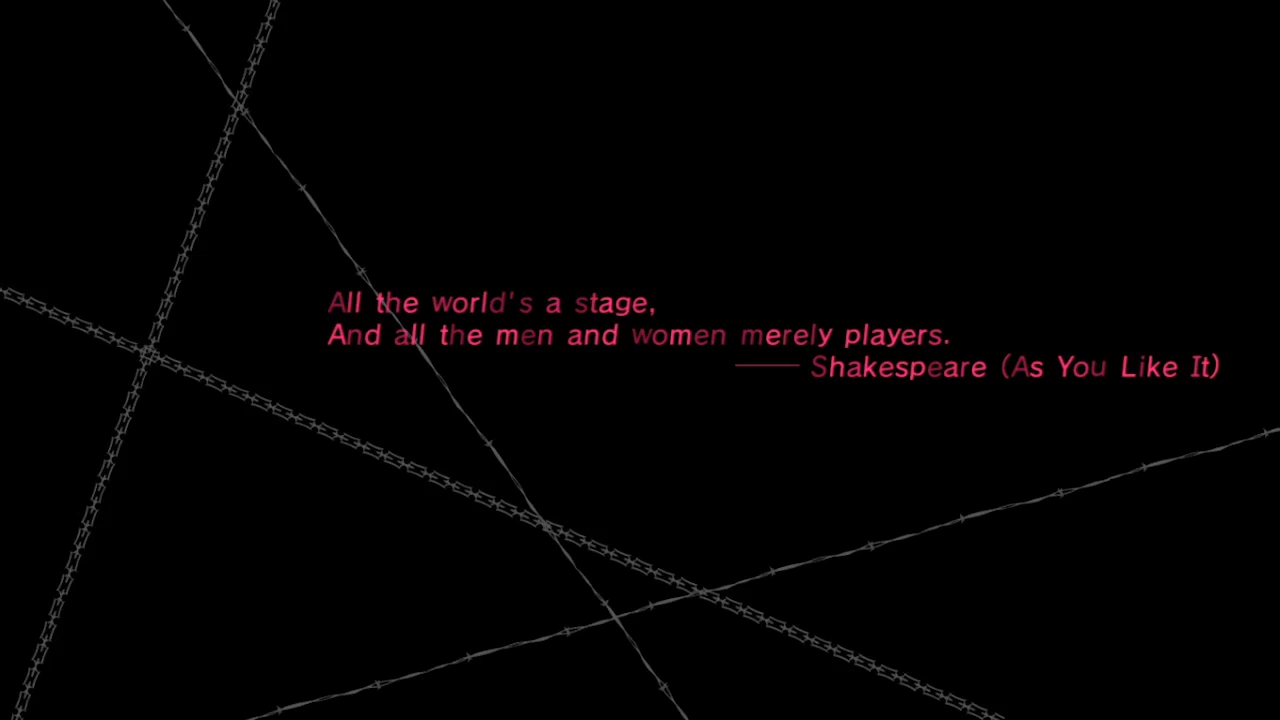 All the world's a stage,
And all the men and women merely players.
—— Shakespeare (As You Like It)